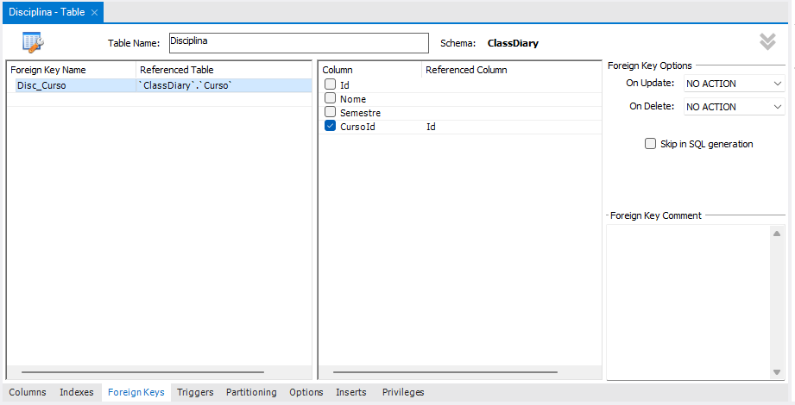 Disciplina - Table ×
Table Name: Disciplina Schema: ClassDiary
Foreign Key Name Referenced Table
Disc_Curso `ClassDiary`.`Curso`
Column Referenced Column
Id
Nome
Semestre
CursoId Id
Foreign Key Options
On Update: NO ACTION
On Delete: NO ACTION
Skip in SQL generation
Foreign Key Comment
Columns Indexes Foreign Keys Triggers Partitioning Options Inserts Privileges